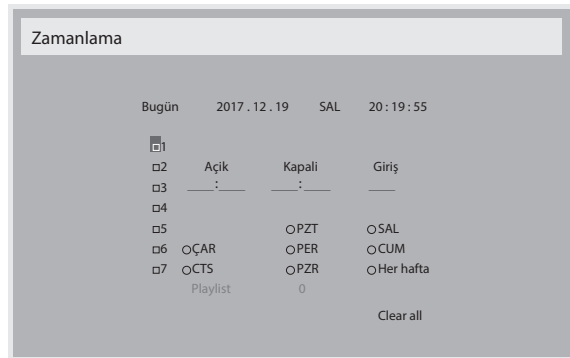 Zamanlama
Bugün 2017 . 12 . 19 SAL 20 : 19 : 55
1
2 Açik Kapali Giriş
3 ____:____ ____:____ ____
4
5 PZT SAL
6 ÇAR PER CUM
7 CTS PZR Her hafta
Playlist 0
Clear all